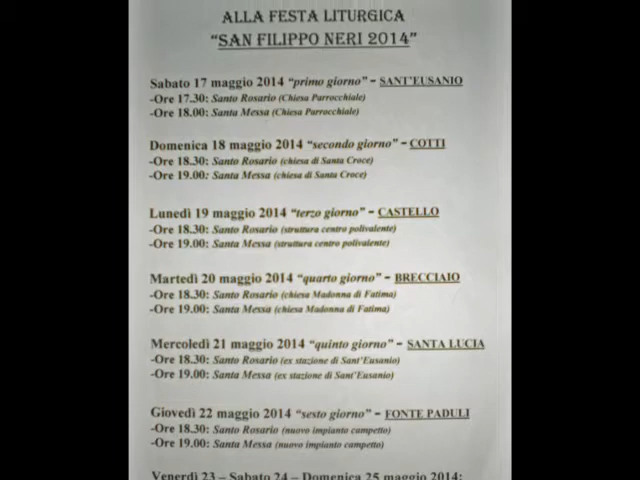 ALLA FESTA LITURGICA
“SAN FILIPPO NERI 2014”
Sabato 17 maggio 2014 “primo giorno” – SANT'EUSANIO
-Ore 17.30: Santo Rosario (Chiesa Parrocchiale)
-Ore 18.00: Santa Messa (Chiesa Parrocchiale)
Domenica 18 maggio 2014 “secondo giorno” – COTTI
-Ore 18.30: Santo Rosario (chiesa di Santa Croce)
-Ore 19.00: Santa Messa (chiesa di Santa Croce)
Lunedì 19 maggio 2014 “terzo giorno” – CASTELLO
-Ore 18.30: Santo Rosario (struttura centro polivalente)
-Ore 19.00: Santa Messa (struttura centro polivalente)
Martedì 20 maggio 2014 “quarto giorno” – BRECCIAIO
-Ore 18.30: Santo Rosario (chiesa Madonna di Fatima)
-Ore 19.00: Santa Messa (chiesa Madonna di Fatima)
Mercoledì 21 maggio 2014 “quinto giorno” – SANTA LUCIA
-Ore 18.30: Santo Rosario (ex stazione di Sant'Eusanio)
-Ore 19.00: Santa Messa (ex stazione di Sant'Eusanio)
Giovedì 22 maggio 2014 “sesto giorno” – FONTE PADULI
-Ore 18.30: Santo Rosario (nuovo impianto campetto)
-Ore 19.00: Santa Messa (nuovo impianto campetto)
Venerdì 23 – Sabato 24 – Domenica 25 maggio 2014: